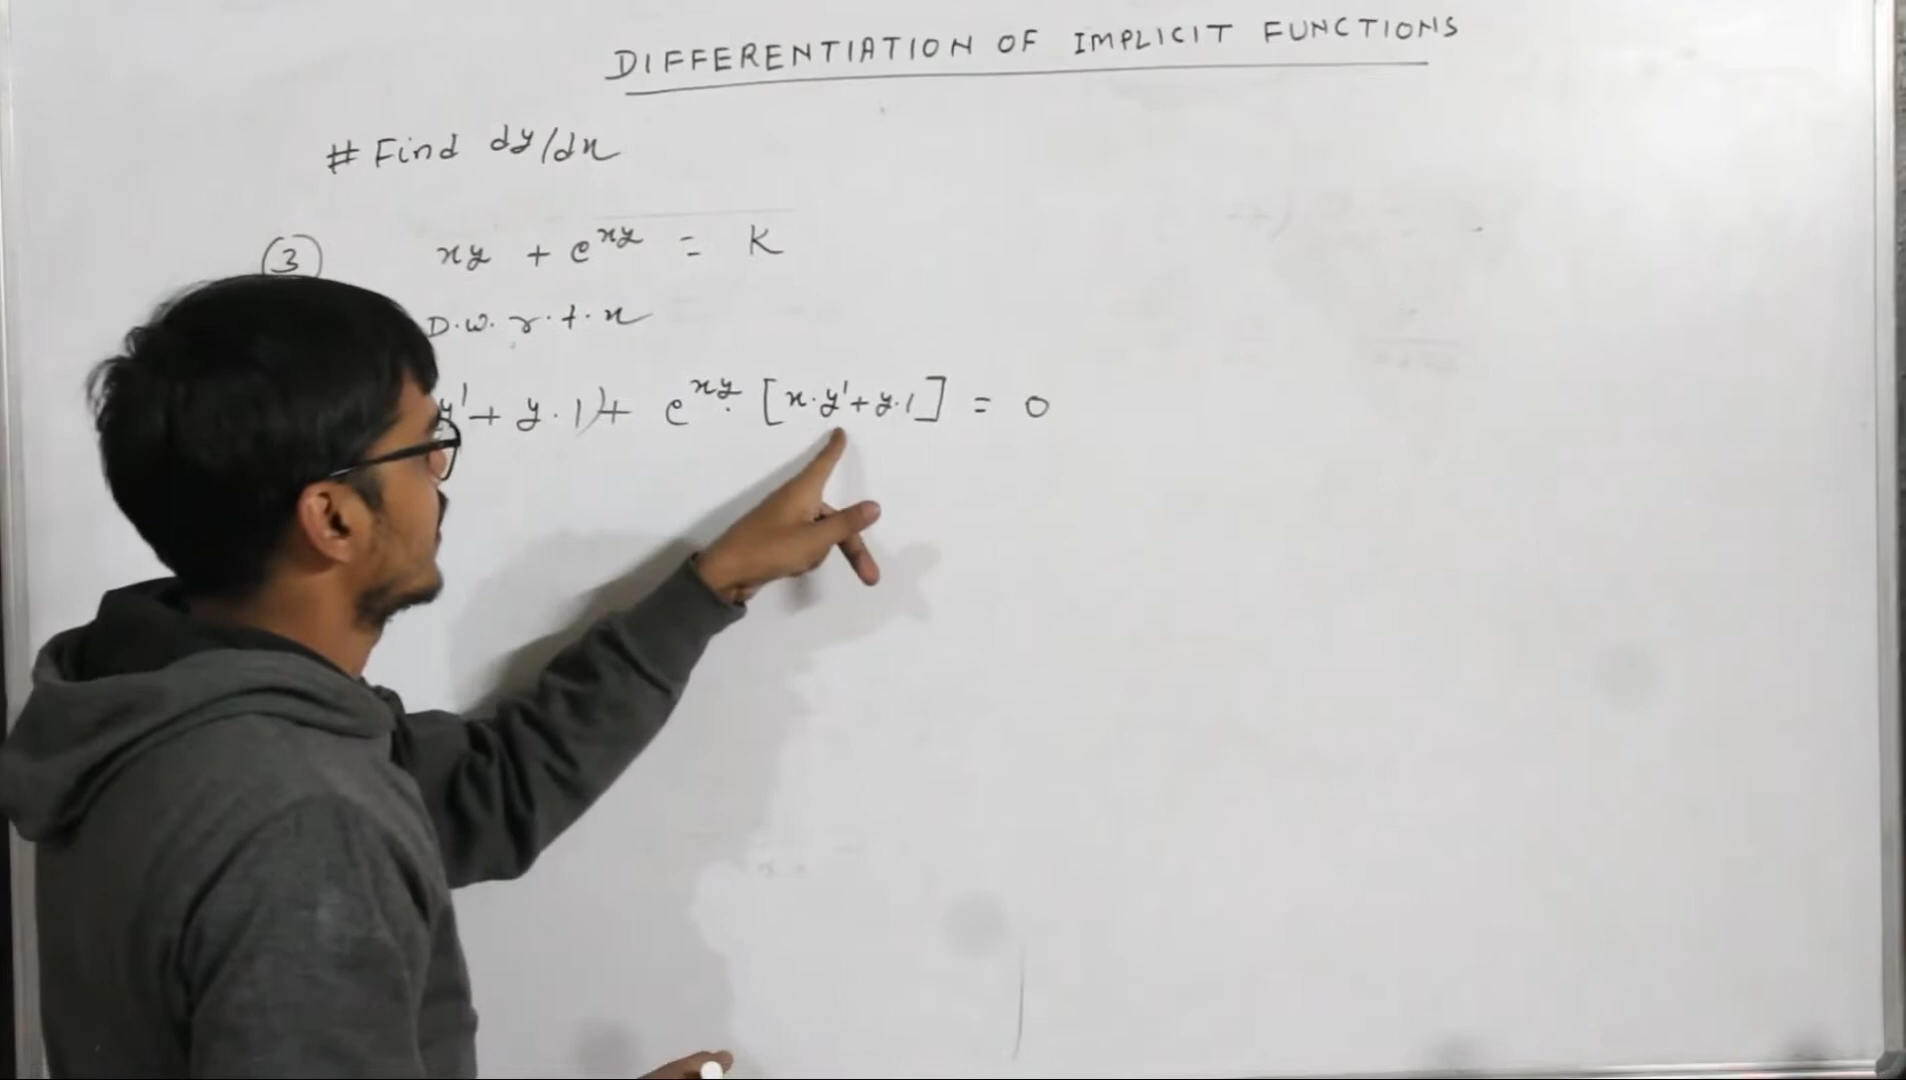 DIFFERENTIATION OF IMPLICIT FUNCTIONS
# Find dy/dx
③ xy + e^{xy} = K
D.w.r.t.x
y' + y.1) + e^{xy} [x.y' + y.1] = 0